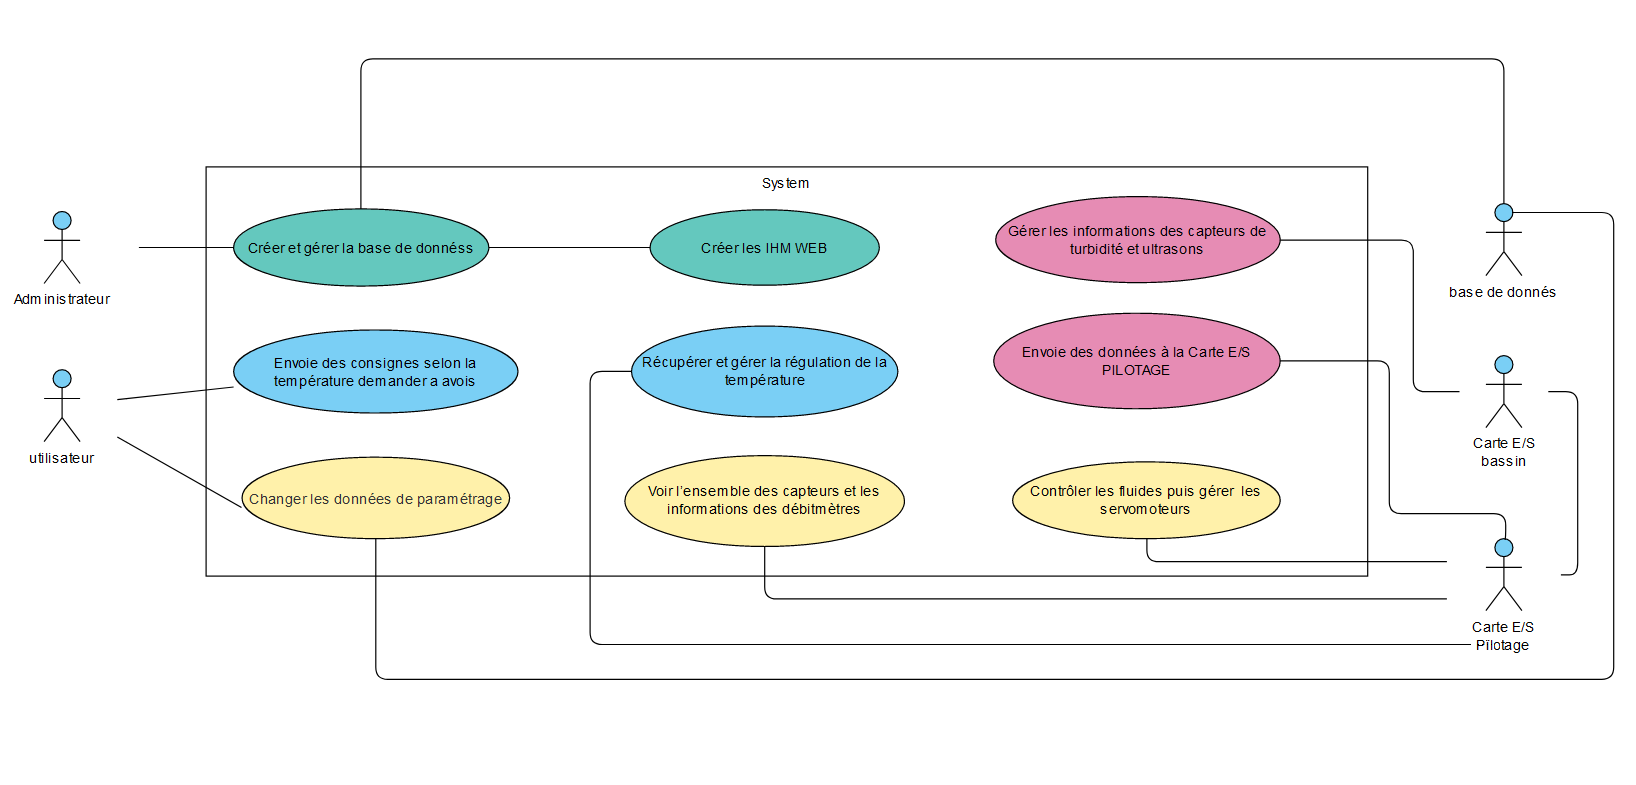 System
Administrateur
Créer et gérer la base de donnéss
Créer les IHM WEB
Gérer les informations des capteurs de
turbidité et ultrasons
base de donnés
utilisateur
Envoie des consignes selon la
température demander a avois
Récupérer et gérer la régulation de la
température
Envoie des données à la Carte E/S
PILOTAGE
Carte E/S
bassin
Changer les données de paramétrage
Voir l'ensemble des capteurs et les
informations des débitmètres
Contrôler les fluides puis gérer les
servomoteurs
Carte E/S
Pïlotage